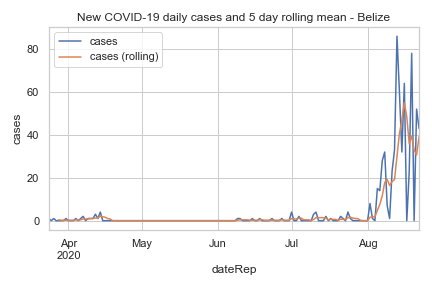 New COVID-19 daily cases and 5 day rolling mean - Belize
cases
cases (rolling)
80
60
40
20
0
cases
Apr
2020
May
Jun
Jul
Aug
dateRep